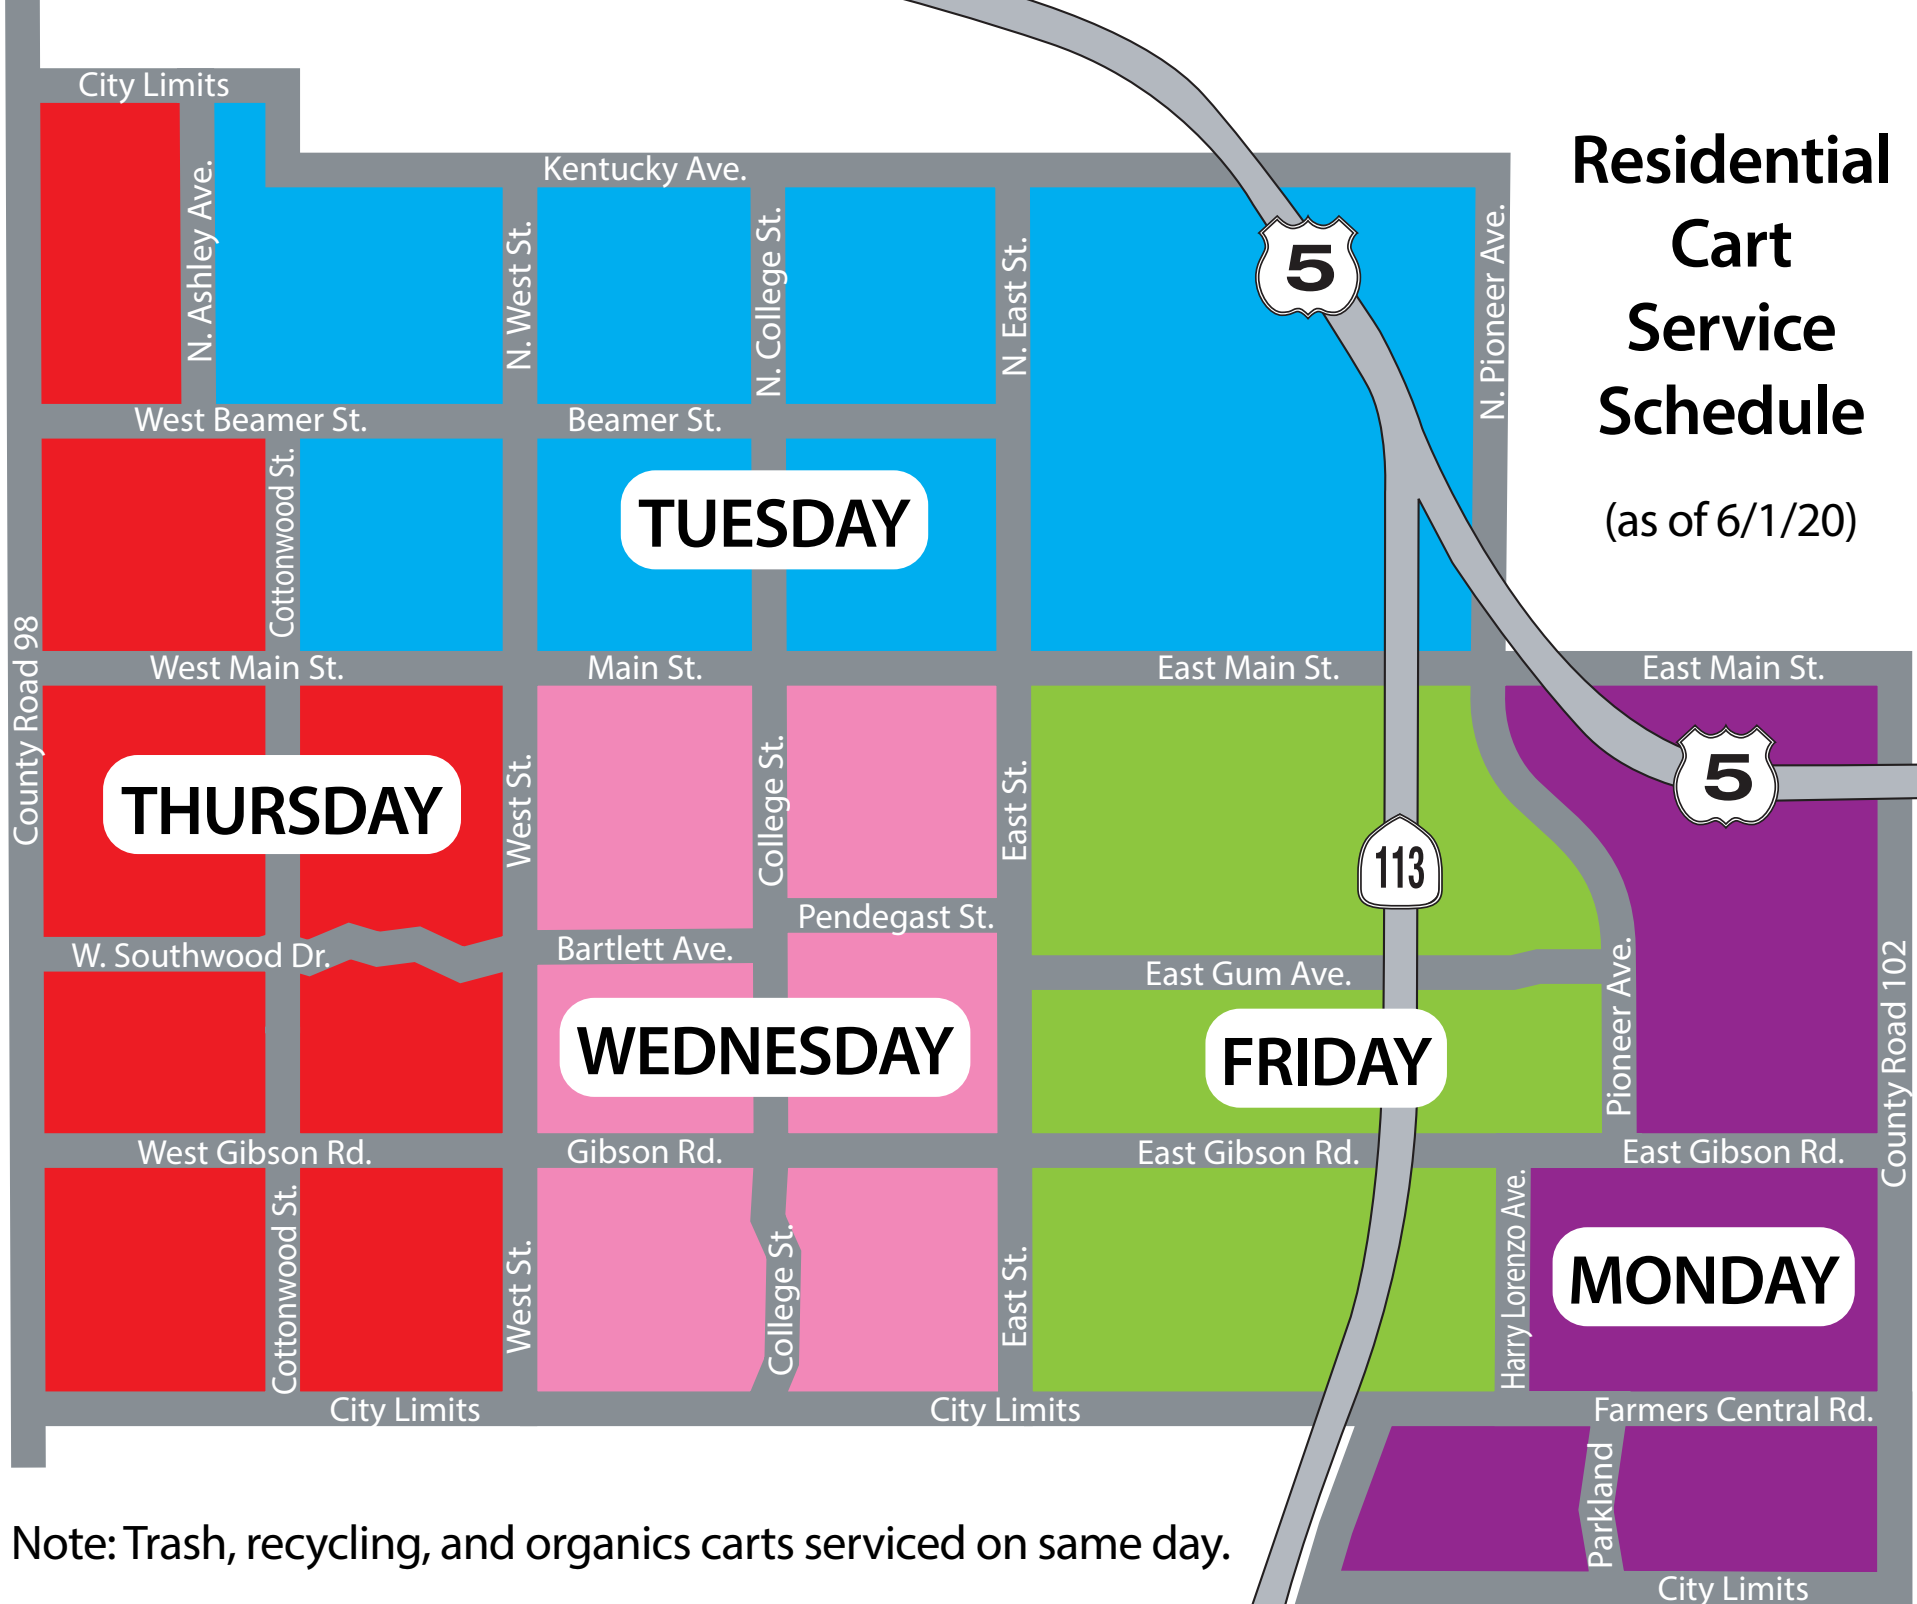 City Limits
Kentucky Ave.
Residential
Cart
Service
Schedule
(as of 6/1/20)
N. Ashley Ave.
N. West St.
N. College St.
N. East St.
5
N. Pioneer Ave.
West Beamer St.
Beamer St.
Cottonwood St.
TUESDAY
County Road 98
West Main St.
Main St.
East Main St.
East Main St.
THURSDAY
West St.
College St.
East St.
113
5
Pendegast St.
W. Southwood Dr.
Bartlett Ave.
East Gum Ave.
Pioneer Ave.
County Road 102
WEDNESDAY
FRIDAY
West Gibson Rd.
Gibson Rd.
East Gibson Rd.
East Gibson Rd.
Cottonwood St.
West St.
College St.
East St.
Harry Lorenzo Ave.
MONDAY
City Limits
City Limits
Farmers Central Rd.
Parkland
Note: Trash, recycling, and organics carts serviced on same day.
City Limits